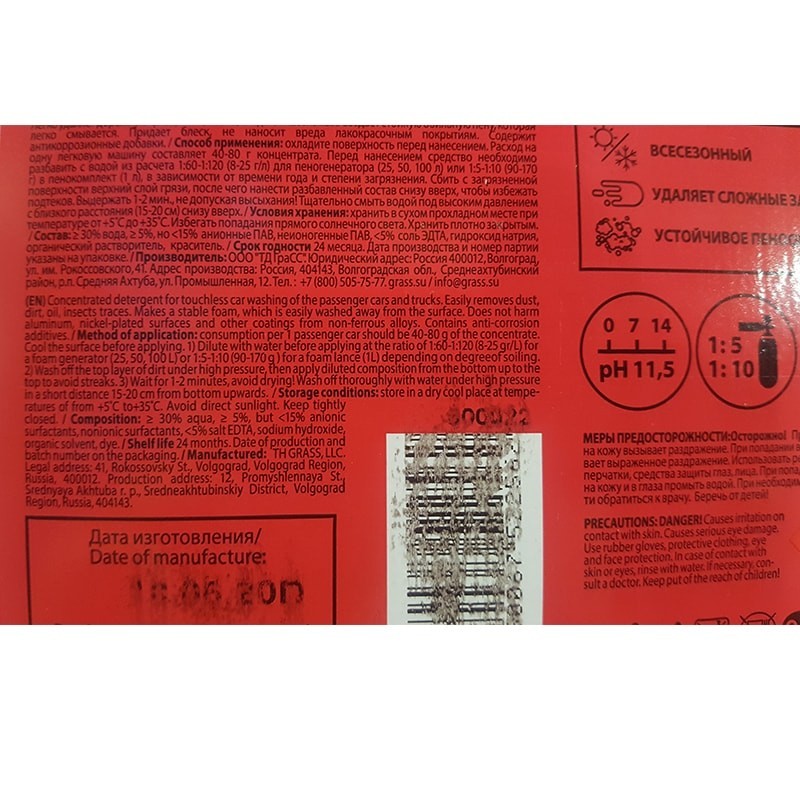 легко смывается. Придает блеск, не наносит вреда лакокрасочным покрытиям. Содержит
антикоррозионные добавки. / Способ применения: охладите поверхность перед нанесением. Расход на
одну легковую машину составляет 40-80 г концентрата. Перед нанесением средство необходимо
разбавить с водой из расчета 1:60-1:120 (8-25 г/л) для пеногенератора (25, 50, 100 л) или 1:5-1:10 (90-170
г) в пенокомплект (1 л), в зависимости от времени года и степени загрязнения. Сбить с загрязненной
поверхности верхний слой грязи, после чего нанести разбавленный состав снизу вверх, чтобы избежать
подтеков. Выдержать 1-2 мин., не допуская высыхания! Тщательно смыть водой под высоким давлением
с близкого расстояния (15-20 см) снизу вверх. / Условия хранения: хранить в сухом прохладном месте при
температуре от +5°С до +35°С. Избегать попадания прямого солнечного света. Хранить плотно закрытым.
/ Состав: ≥ 30% вода, ≥ 5%, но <15% анионные ПАВ, неионогенные ПАВ, <5% соль ЭДТА, гидроксид натрия,
органический растворитель, краситель. / Срок годности 24 месяца. Дата производства и номер партии
указаны на упаковке. / Производитель: ООО "ТД ГраСС". Юридический адрес: Россия 400012, Волгоград,
ул. им. Рокоссовского, 41. Адрес производства: Россия, 404143, Волгоградская обл., Среднеахтубинский
район, р.п. Средняя Ахтуба, ул. Промышленная, 12. Тел. : +7 (800) 505-75-77. grass.su / info@grass.su
(EN) Concentrated detergent for touchless car washing of the passenger cars and trucks. Easily removes dust,
dirt, oil, insects traces. Makes a stable foam, which is easily washed away from the surface. Does not harm
aluminum, nickel-plated surfaces and other coatings from non-ferrous alloys. Contains anti-corrosion
additives. / Method of application: consumption per 1 passenger car should be 40-80 g of the concentrate.
Cool the surface before applying. 1) Dilute with water before applying at the ratio of 1:60-1:120 (8-25 gr/L) for
a foam generator (25, 50, 100 L) or 1:5-1:10 (90-170 g) for a foam lance (1L) depending on degreeof soiling.
2) Wash off the top layer of dirt under high pressure, then apply diluted composition from the bottom up to the
top to avoid streaks. 3) Wait for 1-2 minutes, avoid drying! Wash off thoroughly with water under high pressure
in a short distance 15-20 cm from bottom upwards. / Storage conditions: store in a dry cool place at tempe-
ratures of from +5°C to+35°C. Avoid direct sunlight. Keep tightly
closed. / Composition: ≥ 30% aqua, ≥ 5%, but <15% anionic
surfactants, nonionic surfactants, <5% salt EDTA, sodium hydroxide,
organic solvent, dye. / Shelf life 24 months. Date of production and
batch number on the packaging. / Manufactured: TH GRASS, LLC.
Legal address: 41, Rokossovsky St., Volgograd, Volgograd Region,
Russia, 400012. Production address: 12, Promyshlennaya St.,
Srednyaya Akhtuba r. p., Sredneakhtubinskiy District, Volgograd
Region, Russia, 404143.
Дата изготовления/
Date of manufacture:
ВСЕСЕЗОННЫЙ
УДАЛЯЕТ СЛОЖНЫЕ
УСТОЙЧИВОЕ
0 7 14
pH 11,5
1:5
1:10
МЕРЫ ПРЕДОСТОРОЖНОСТИ:Осторожно!
на кожу вызывает раздражение. При попадании в
вает выраженное раздражение. Использовать
перчатки, средства защиты глаз, лица. При
на кожу и в глаза промыть водой. При
ти обратиться к врачу. Беречь от детей!
PRECAUTIONS: DANGER! Causes irritation on
contact with skin. Causes serious eye damage.
Use rubber gloves, protective clothing, eye
and face protection. In case of contact with
skin or eyes, rinse with water. If necessary, con-
sult a doctor. Keep put of the reach of children!